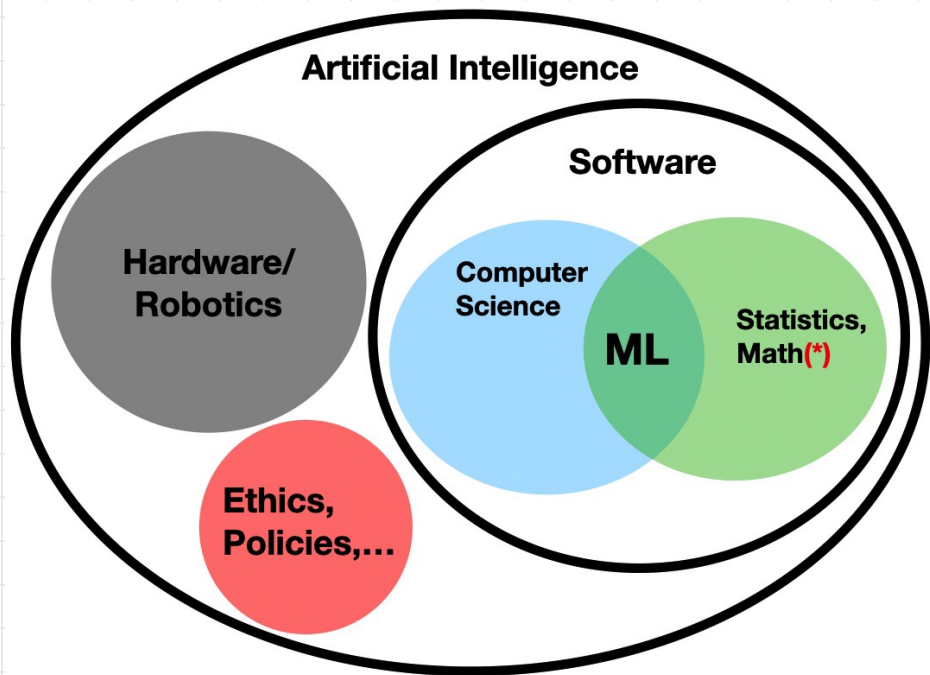 Artificial Intelligence
Software
Hardware/
Robotics
Computer
Science
ML
Statistics,
Math(*)
Ethics,
Policies,...